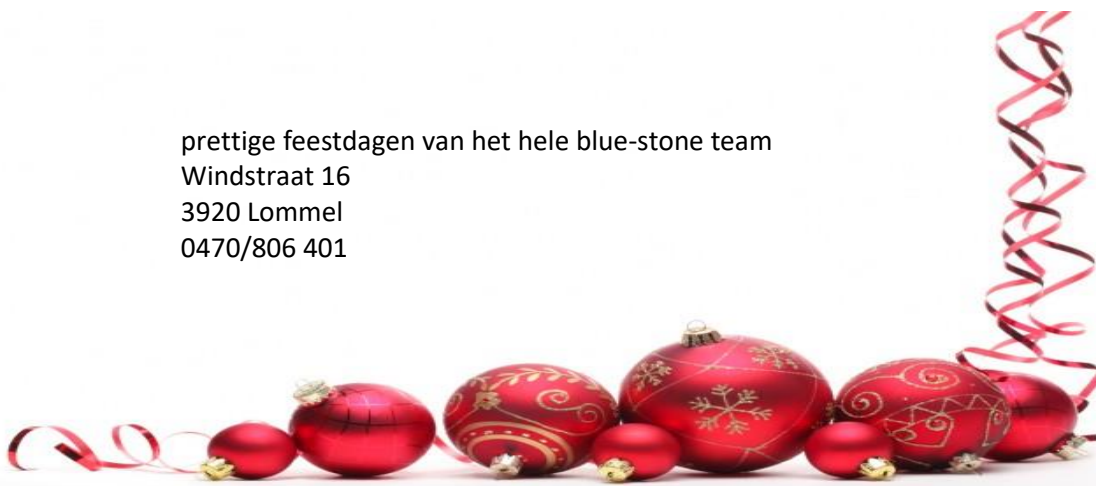 prettige feestdagen van het hele blue-stone team
Windstraat 16
3920 Lommel
0470/806 401